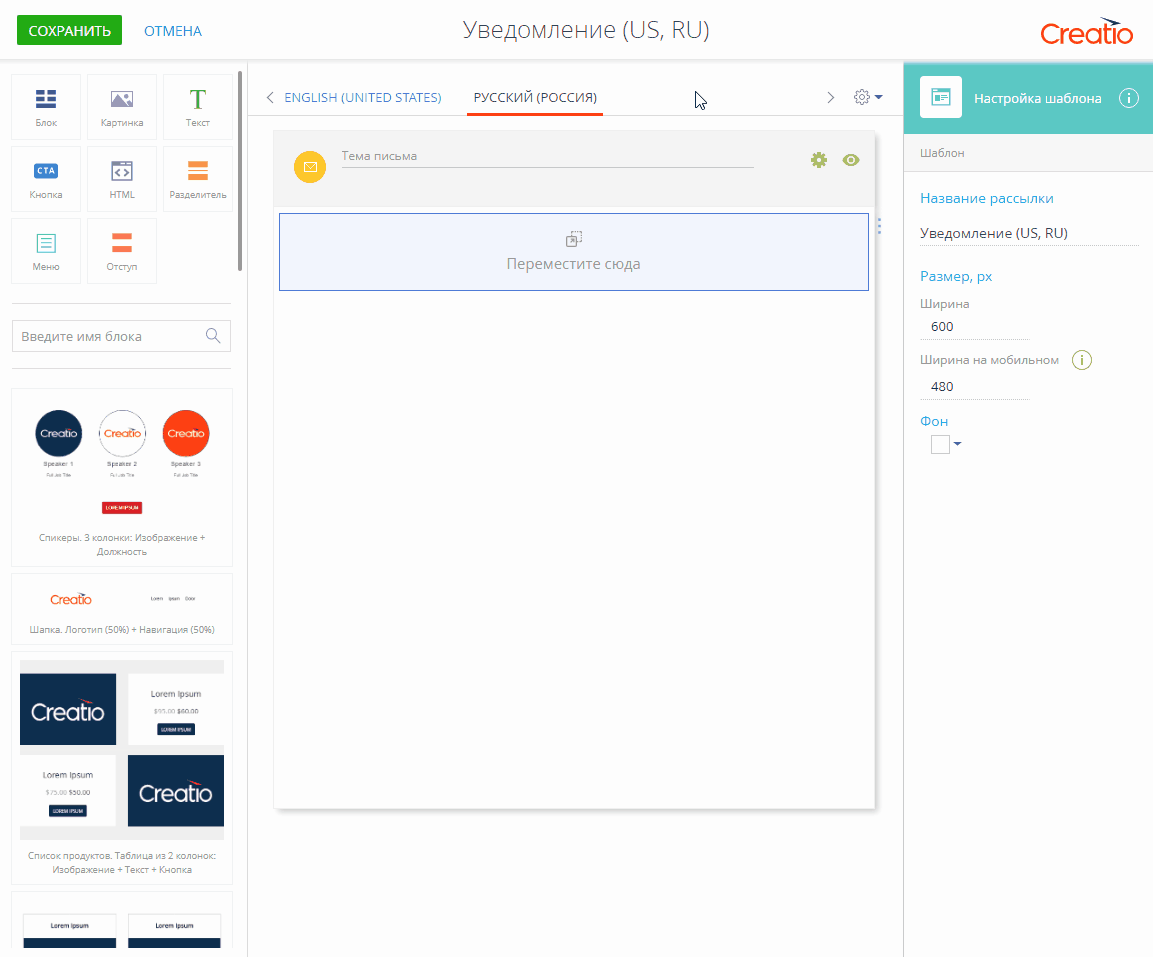 СОХРАНИТЬ
ОТМЕНА
Уведомление (US, RU)
Creatio
Блок
Картинка
Текст
T
CTA
Кнопка
HTML
Разделитель
Меню
Отступ
Введите имя блока
Creatio
Creatio
Creatio
Speaker 1
Speaker 2
Speaker 3
LOREM IPSUM
Спикеры. 3 колонки: Изображение +
Должность
Creatio
Lorem Ipsum Dolor
Шапка. Логотип (50%) + Навигация (50%)
Creatio
Lorem Ipsum
$95.00 $60.00
LOREM IPSUM
Lorem Ipsum
$75.00 $50.00
LOREM IPSUM
Creatio
Список продуктов. Таблица из 2 колонок:
Изображение + Текст + Кнопка
Lorem Ipsum
Lorem Ipsum
ENGLISH (UNITED STATES)
РУССКИЙ (РОССИЯ)
Тема письма
Переместите сюда
Настройка шаблона
Шаблон
Название рассылки
Уведомление (US, RU)
Размер, px
Ширина
600
Ширина на мобильном
480
Фон